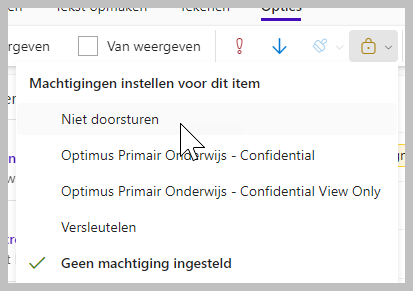 Tekst opmaken Tekenen Opties
Van weergeven
Machtigingen instellen voor dit item
Niet doorsturen
Optimus Primair Onderwijs - Confidential
Optimus Primair Onderwijs - Confidential View Only
Versleutelen
Geen machtiging ingesteld